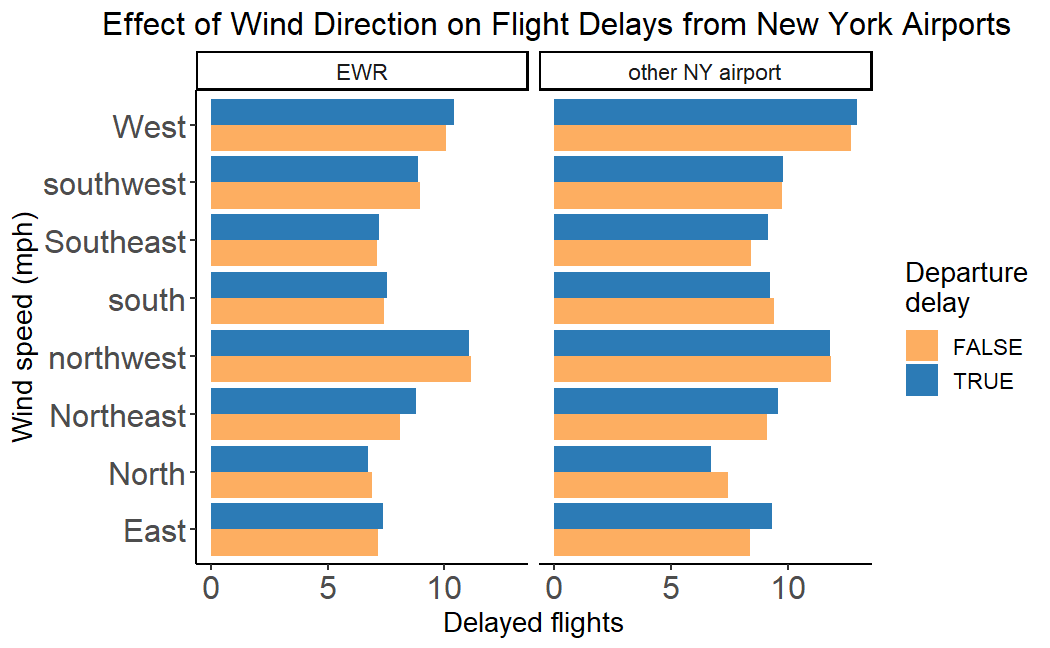 Effect of Wind Direction on Flight Delays from New York Airports
EWR
other NY airport
West
southwest
Southeast
south
northwest
Northeast
North
East
Wind speed (mph)
0 5 10
0 5 10
Delayed flights
Departure
delay
FALSE
TRUE